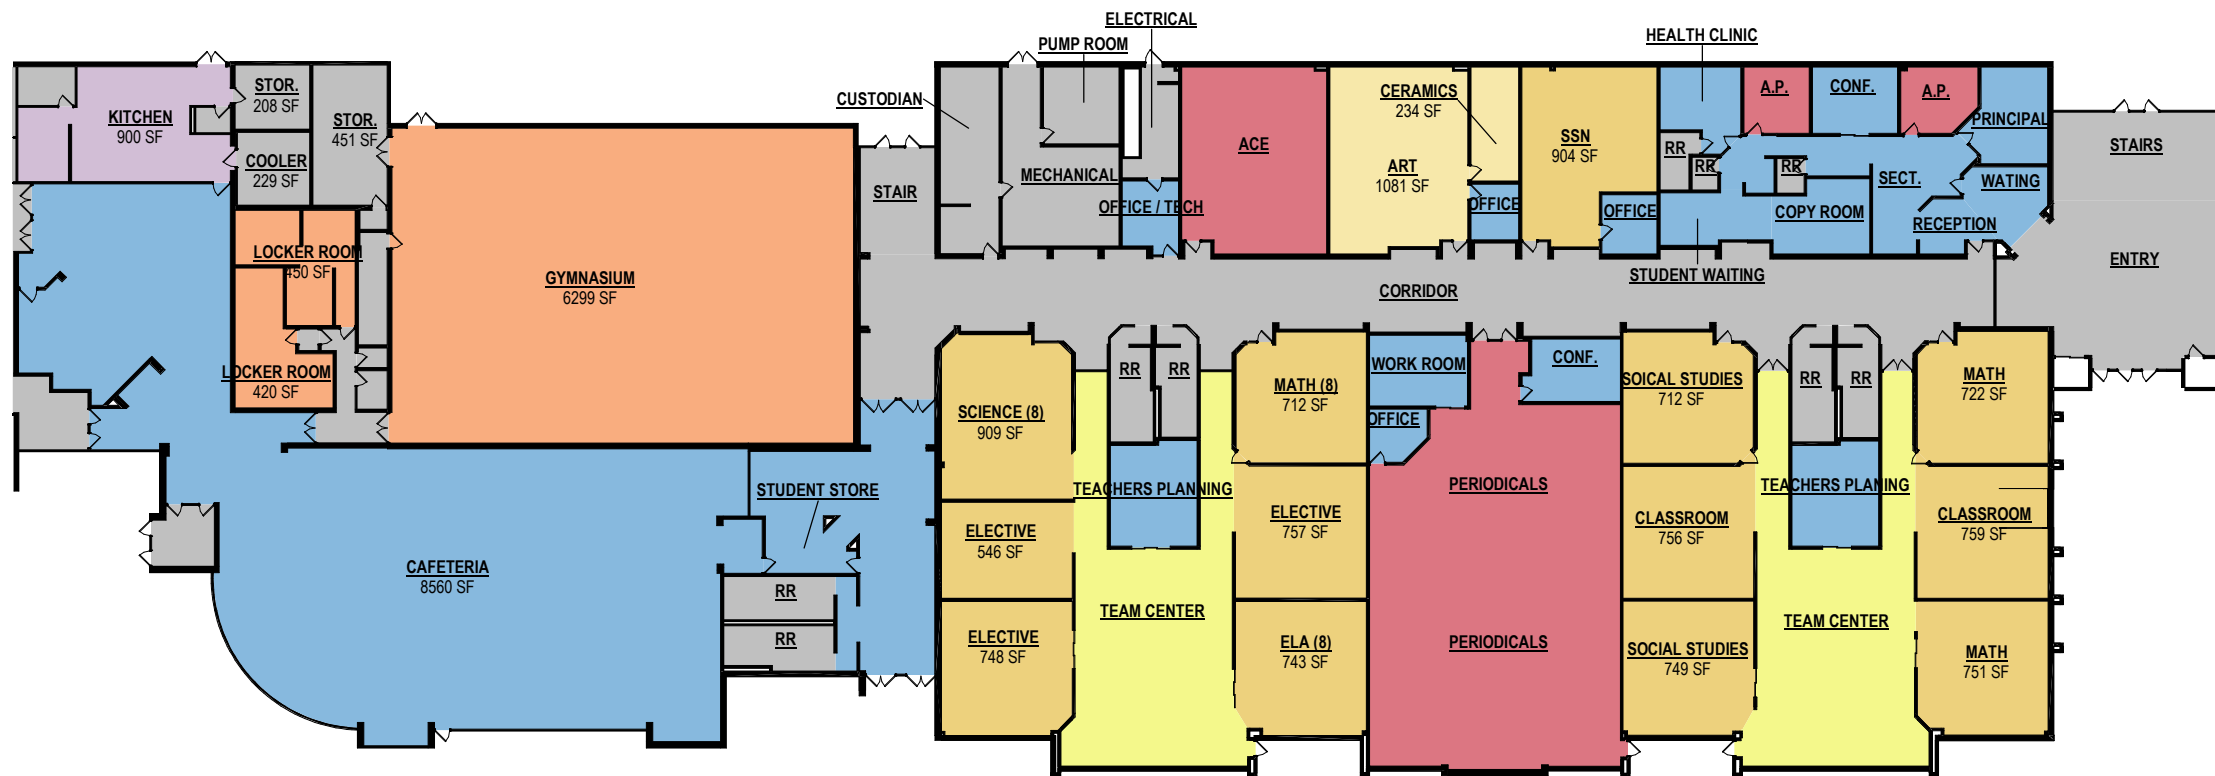 ELECTRICAL
PUMP ROOM
HEALTH CLINIC
CUSTODIAN
KITCHEN
900 SF
STOR.
208 SF
STOR.
451 SF
COOLER
229 SF
STAIR
MECHANICAL
OFFICE / TECH
ACE
CERAMICS
234 SF
ART
1081 SF
OFFICE
SSN
904 SF
OFFICE
A.P.
CONF.
A.P.
PRINCIPAL
RR
RR
RR
SECT.
WATING
COPY ROOM
RECEPTION
STUDENT WAITING
STAIRS
ENTRY
LOCKER ROOM
450 SF
GYMNASIUM
6299 SF
CORRIDOR
LOCKER ROOM
420 SF
SCIENCE (8)
909 SF
RR
RR
MATH (8)
712 SF
WORK ROOM
OFFICE
CONF.
SOICAL STUDIES
712 SF
RR
RR
MATH
722 SF
STUDENT STORE
TEACHERS PLANNING
PERIODICALS
TEACHERS PLANNING
ELECTIVE
546 SF
ELECTIVE
757 SF
CLASSROOM
756 SF
CLASSROOM
759 SF
CAFETERIA
8560 SF
RR
RR
TEAM CENTER
TEAM CENTER
ELECTIVE
748 SF
ELA (8)
743 SF
PERIODICALS
SOCIAL STUDIES
749 SF
MATH
751 SF